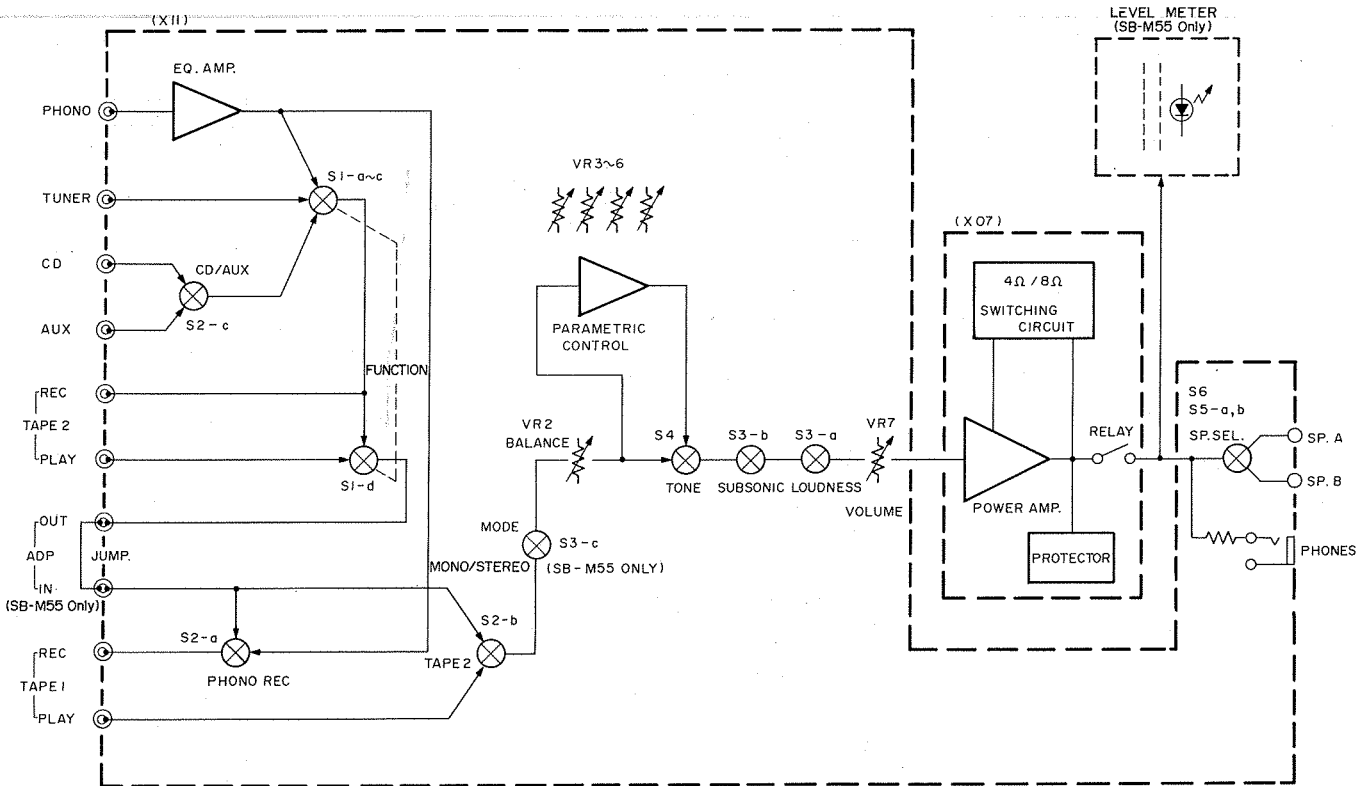 (X11)
LEVEL METER
(SB-M55 Only)
EQ. AMP.
PHONO
S1-a~c
VR3~6
TUNER
(X07)
CD
CD/AUX
4Ω/8Ω
SWITCHING
CIRCUIT
AUX
S2-c
PARAMETRIC
CONTROL
FUNCTION
REC
TAPE 2
PLAY
S1-d
VR2
BALANCE
S4
TONE
S3-b
SUBSONIC
S3-a
LOUDNESS
VR7
VOLUME
POWER AMP.
RELAY
S6
S5-a,b
SP.SEL.
SP. A
SP. B
OUT
ADP
JUMP.
IN
(SB-M55 Only)
MODE
MONO/STEREO
S3-c
(SB-M55 ONLY)
PROTECTOR
PHONES
S2-a
PHONO REC
S2-b
TAPE 2
REC
TAPE 1
PLAY